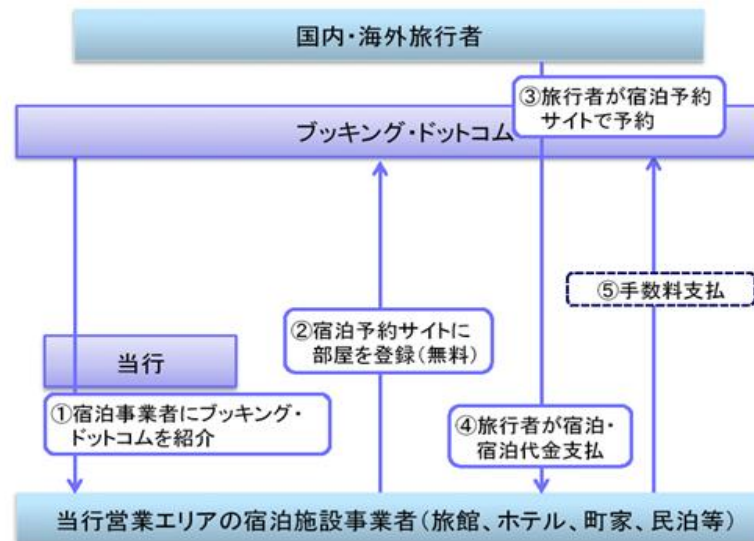 国内・海外旅行者
③旅行者が宿泊予約
サイトで予約
ブッキング・ドットコム
⑤手数料支払
②宿泊予約サイトに
部屋を登録(無料)
当行
①宿泊事業者にブッキング・
ドットコムを紹介
④旅行者が宿泊・
宿泊代金支払
当行営業エリアの宿泊施設事業者(旅館、ホテル、町家、民泊等)